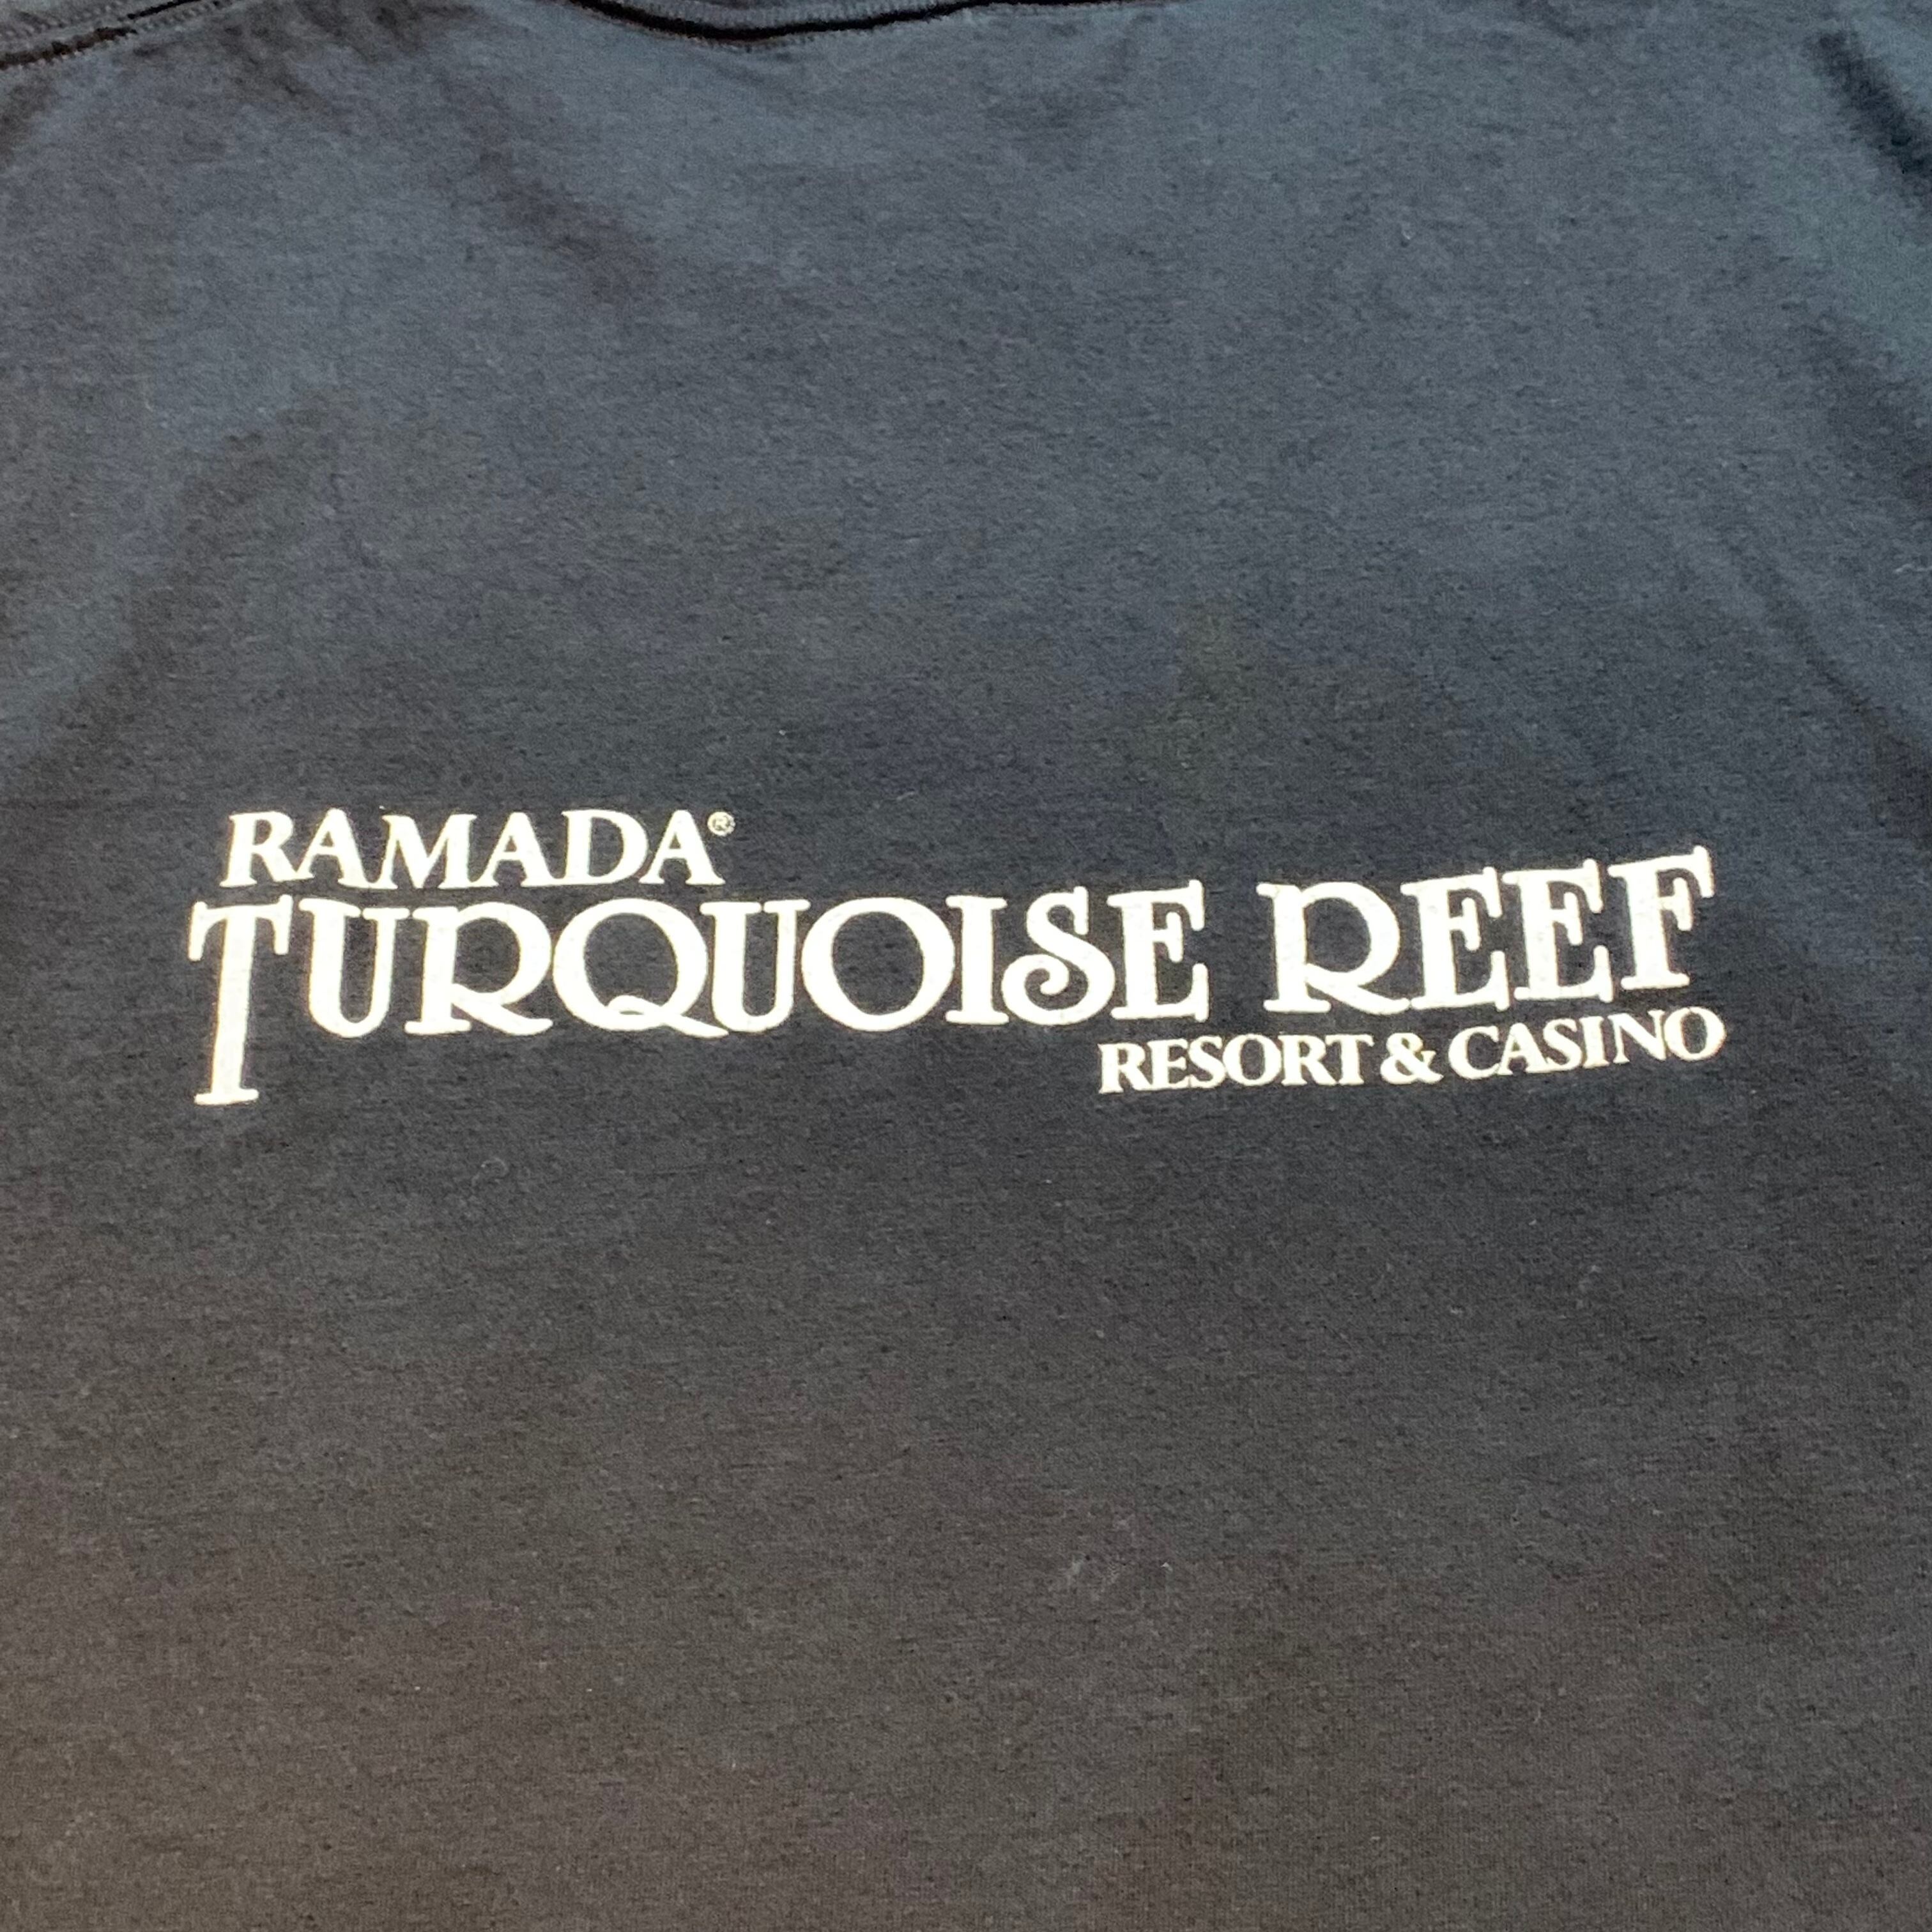 RAMADA®
TURQUOISE REEF
RESORT & CASINO